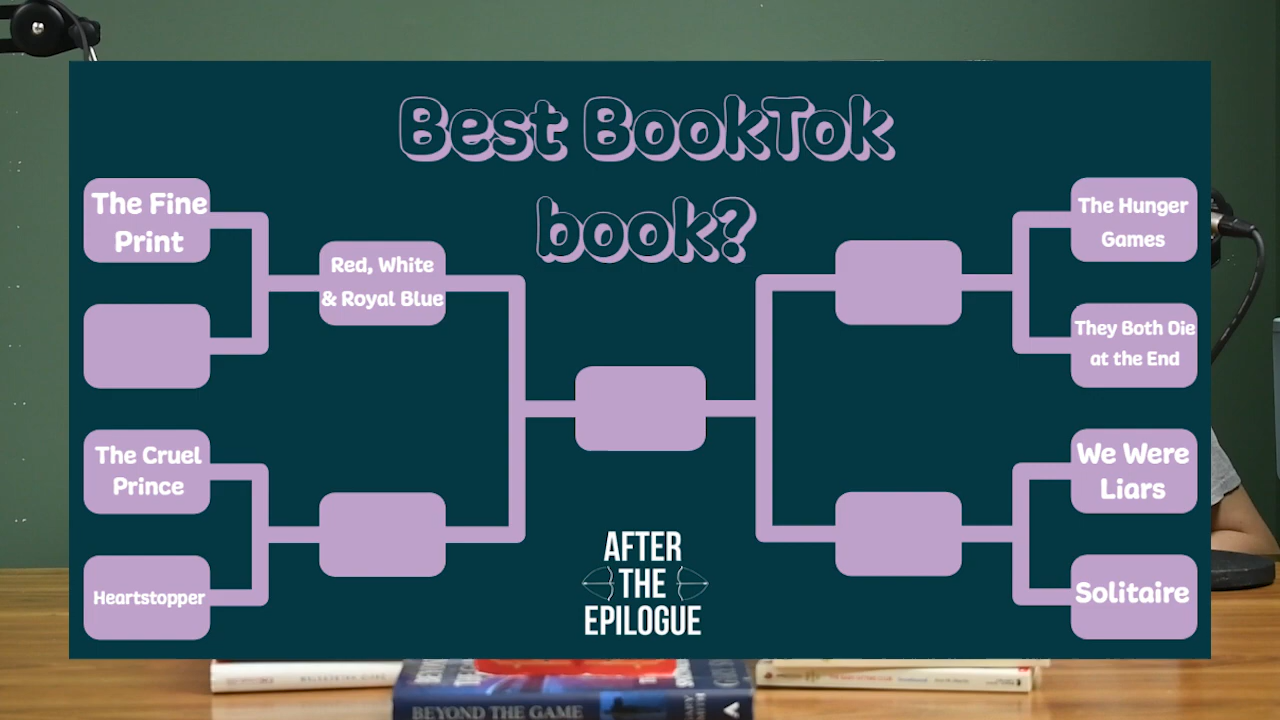 Best BookTok
book?
The Fine
Print
Red, White
& Royal Blue
The Cruel
Prince
Heartstopper
The Hunger
Games
They Both Die
at the End
We Were
Liars
Solitaire
AFTER
THE
EPILOGUE
BEYOND THE GAME